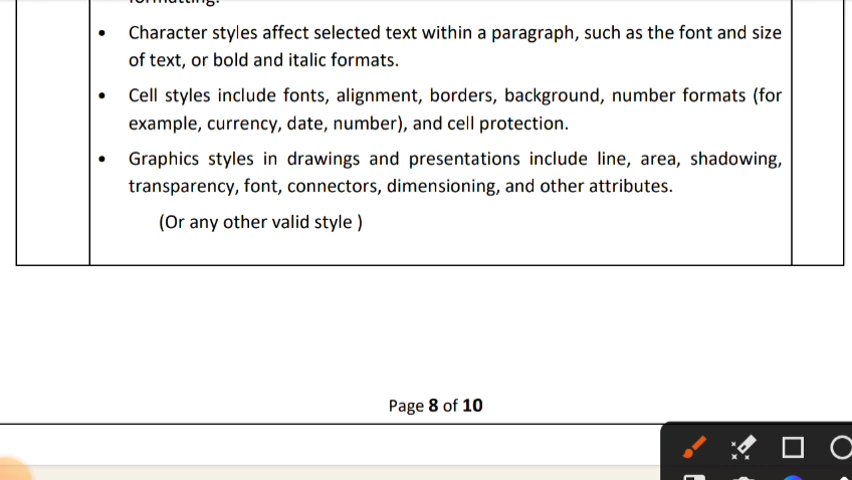 • Character styles affect selected text within a paragraph, such as the font and size
of text, or bold and italic formats.
• Cell styles include fonts, alignment, borders, background, number formats (for
example, currency, date, number), and cell protection.
• Graphics styles in drawings and presentations include line, area, shadowing,
transparency, font, connectors, dimensioning, and other attributes.
(Or any other valid style )
Page 8 of 10